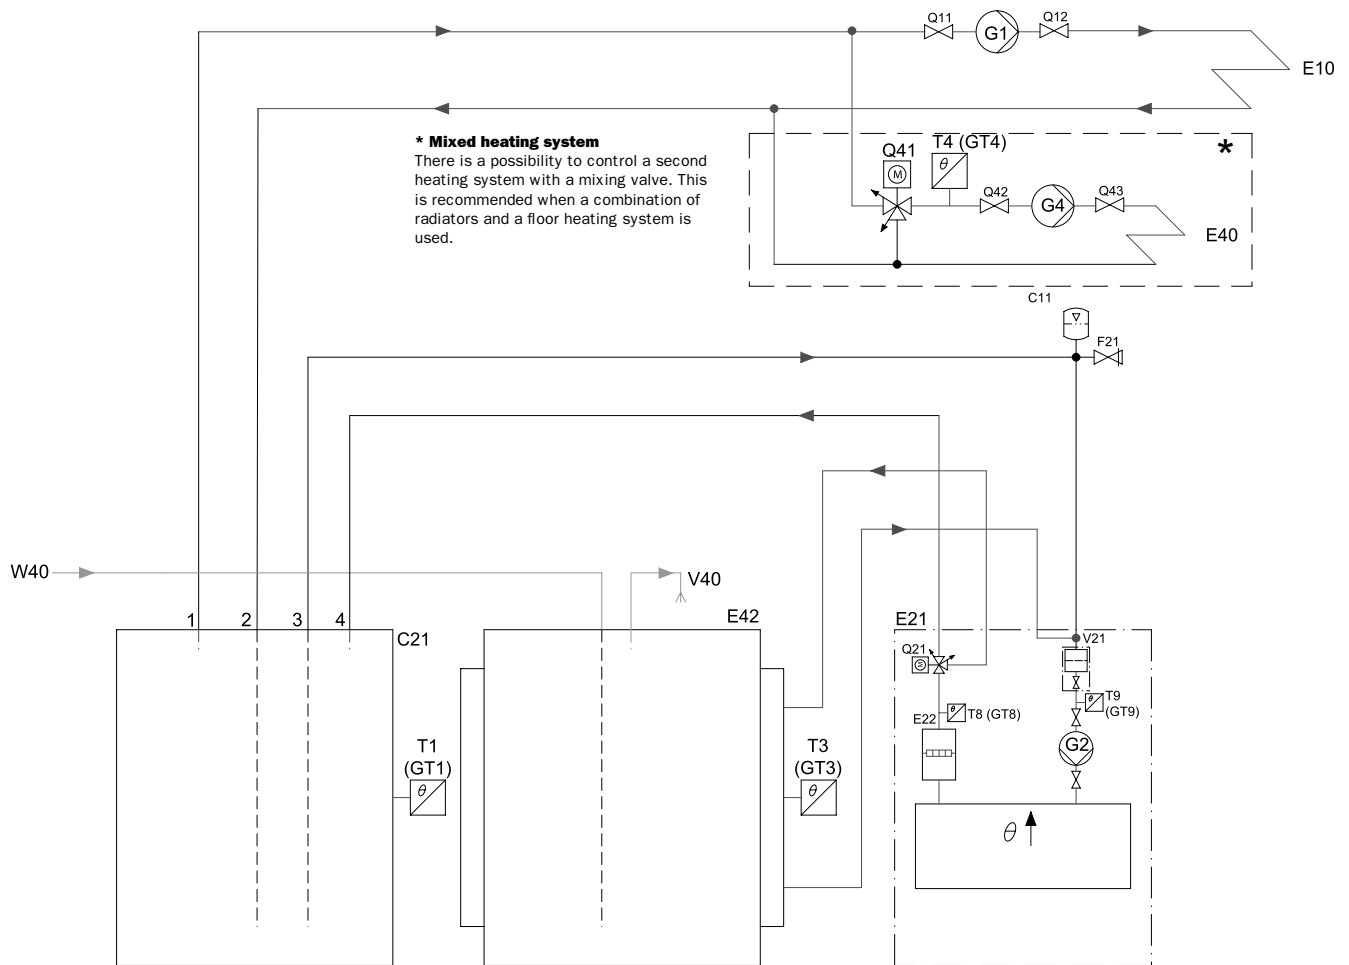 Q11
G1
Q12
E10
* Mixed heating system
There is a possibility to control a second
heating system with a mixing valve. This
is recommended when a combination of
radiators and a floor heating system is
used.
Q41
M
T4 (GT4)
θ
*
Q42
G4
Q43
E40
C11
F21
W40
V40
1
2
3
4
C21
E42
E21
V21
Q21
M
T8 (GT8)
θ
T9
(GT9)
θ
E22
G2
T1
(GT1)
θ
T3
(GT3)
θ
θ